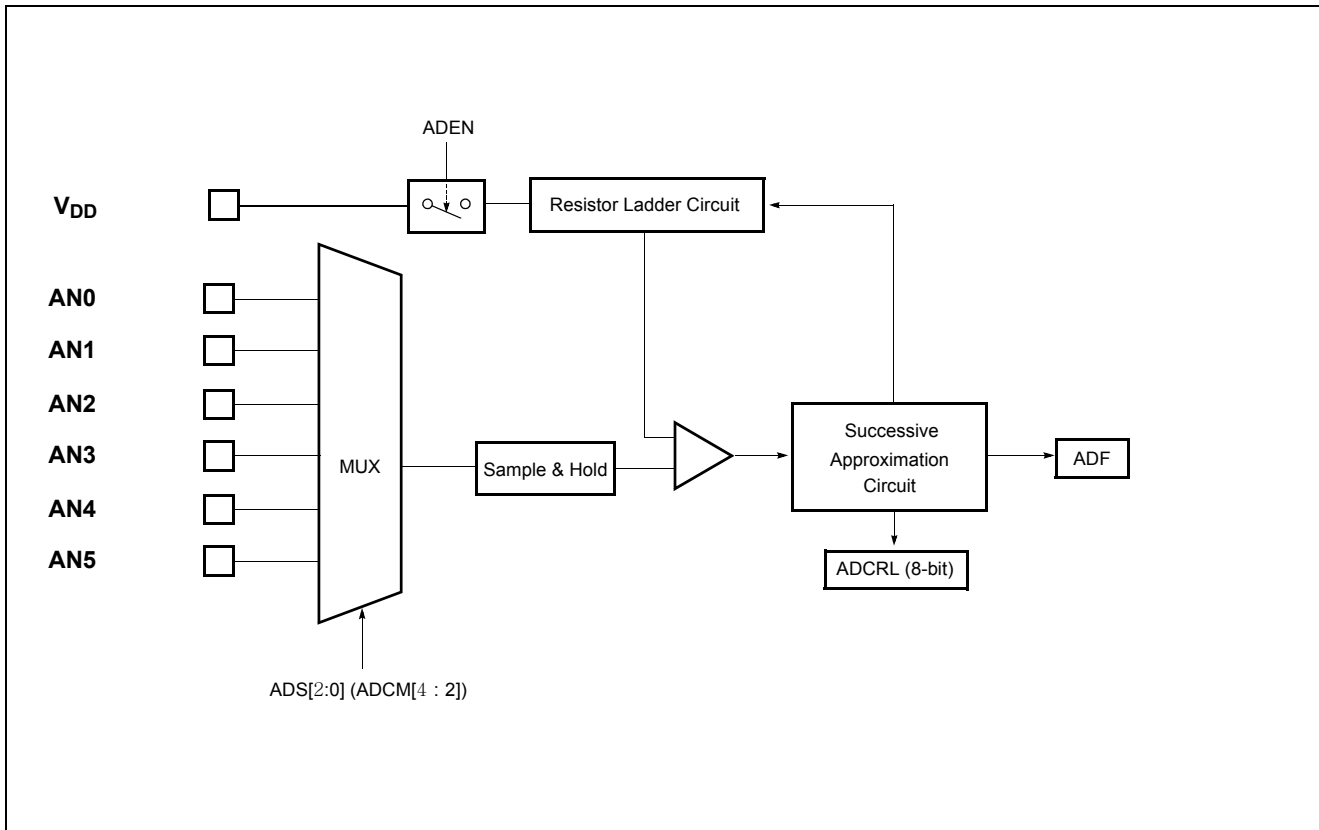 ADEN
VDD
Resistor Ladder Circuit
AN0
AN1
AN2
AN3
AN4
AN5
MUX
Sample & Hold
Successive
Approximation
Circuit
ADF
ADCRL (8-bit)
ADS[2:0] (ADCM[4 : 2])